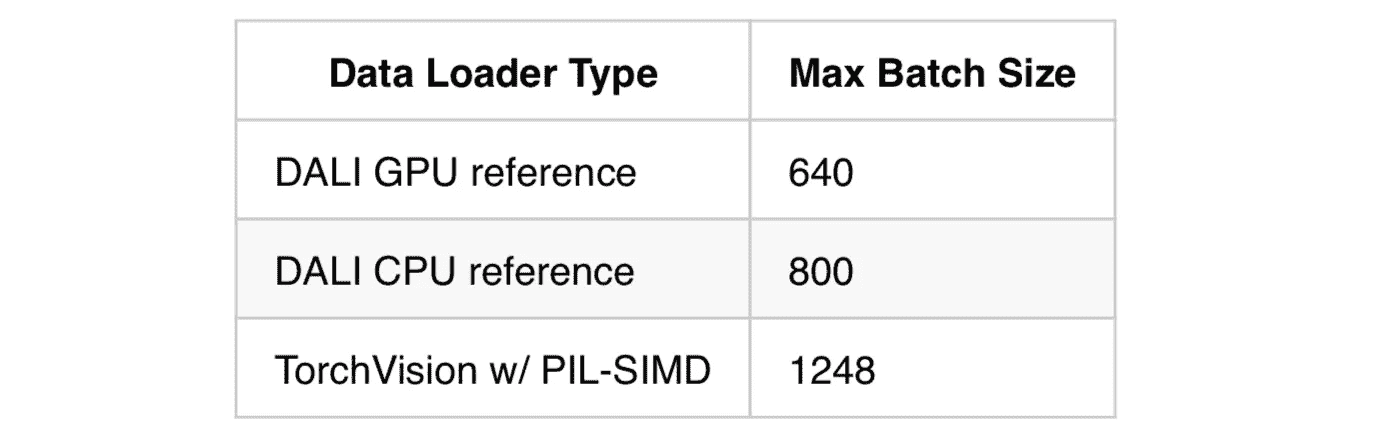 Data Loader Type Max Batch Size
DALI GPU reference 640
DALI CPU reference 800
TorchVision w/ PIL-SIMD 1248